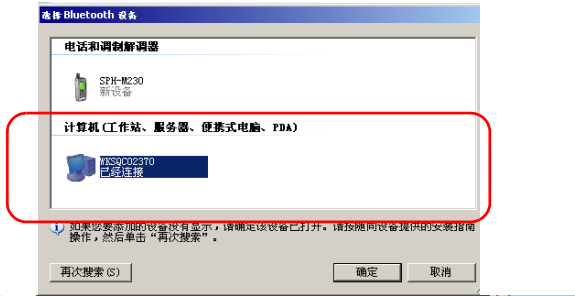 选择 Bluetooth 设备
电话和调制解调器
SPH-M230
新设备
计算机(工作站、服务器、便携式电脑、PDA)
WKSQC02370
已经连接
如果您要添加的设备没有显示，请确定该设备已打开。请按随同设备提供的安装指南
操作，然后单击“再次搜索”。
再次搜索(S)
确定
取消